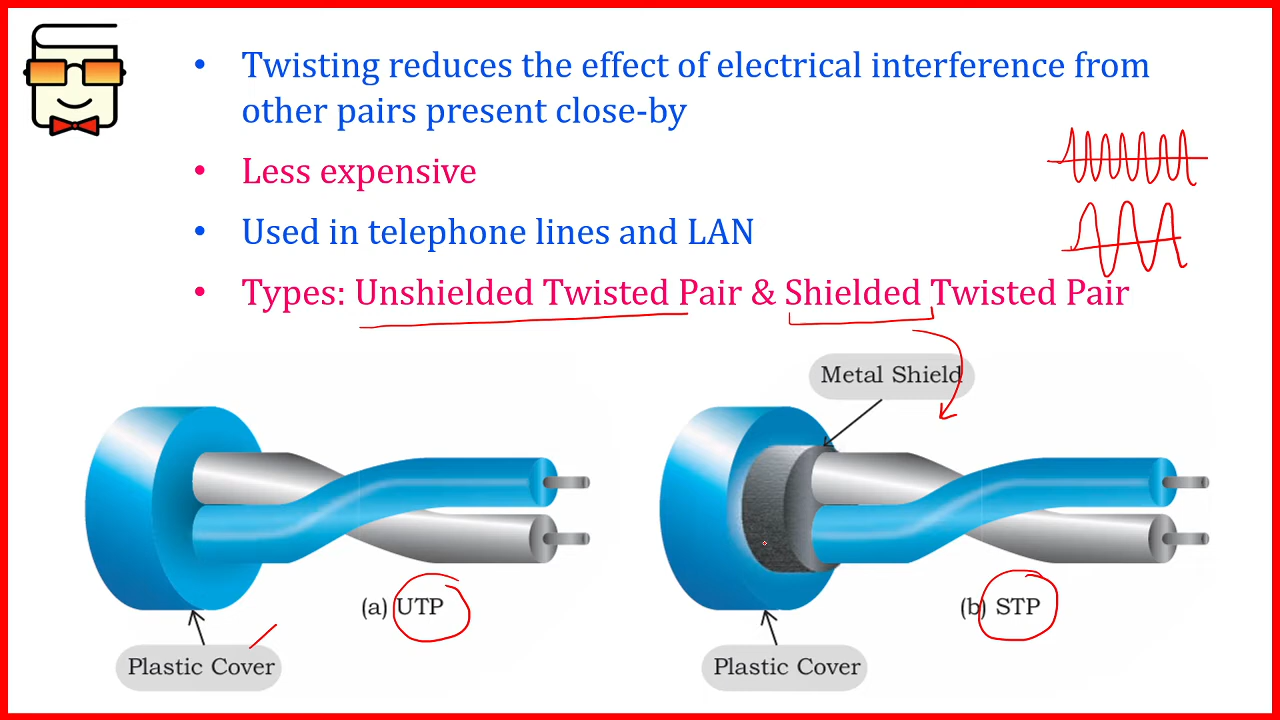 • Twisting reduces the effect of electrical interference from
other pairs present close-by
• Less expensive
• Used in telephone lines and LAN
• Types: Unshielded Twisted Pair & Shielded Twisted Pair
Metal Shield
(a) UTP
(b) STP
Plastic Cover
Plastic Cover